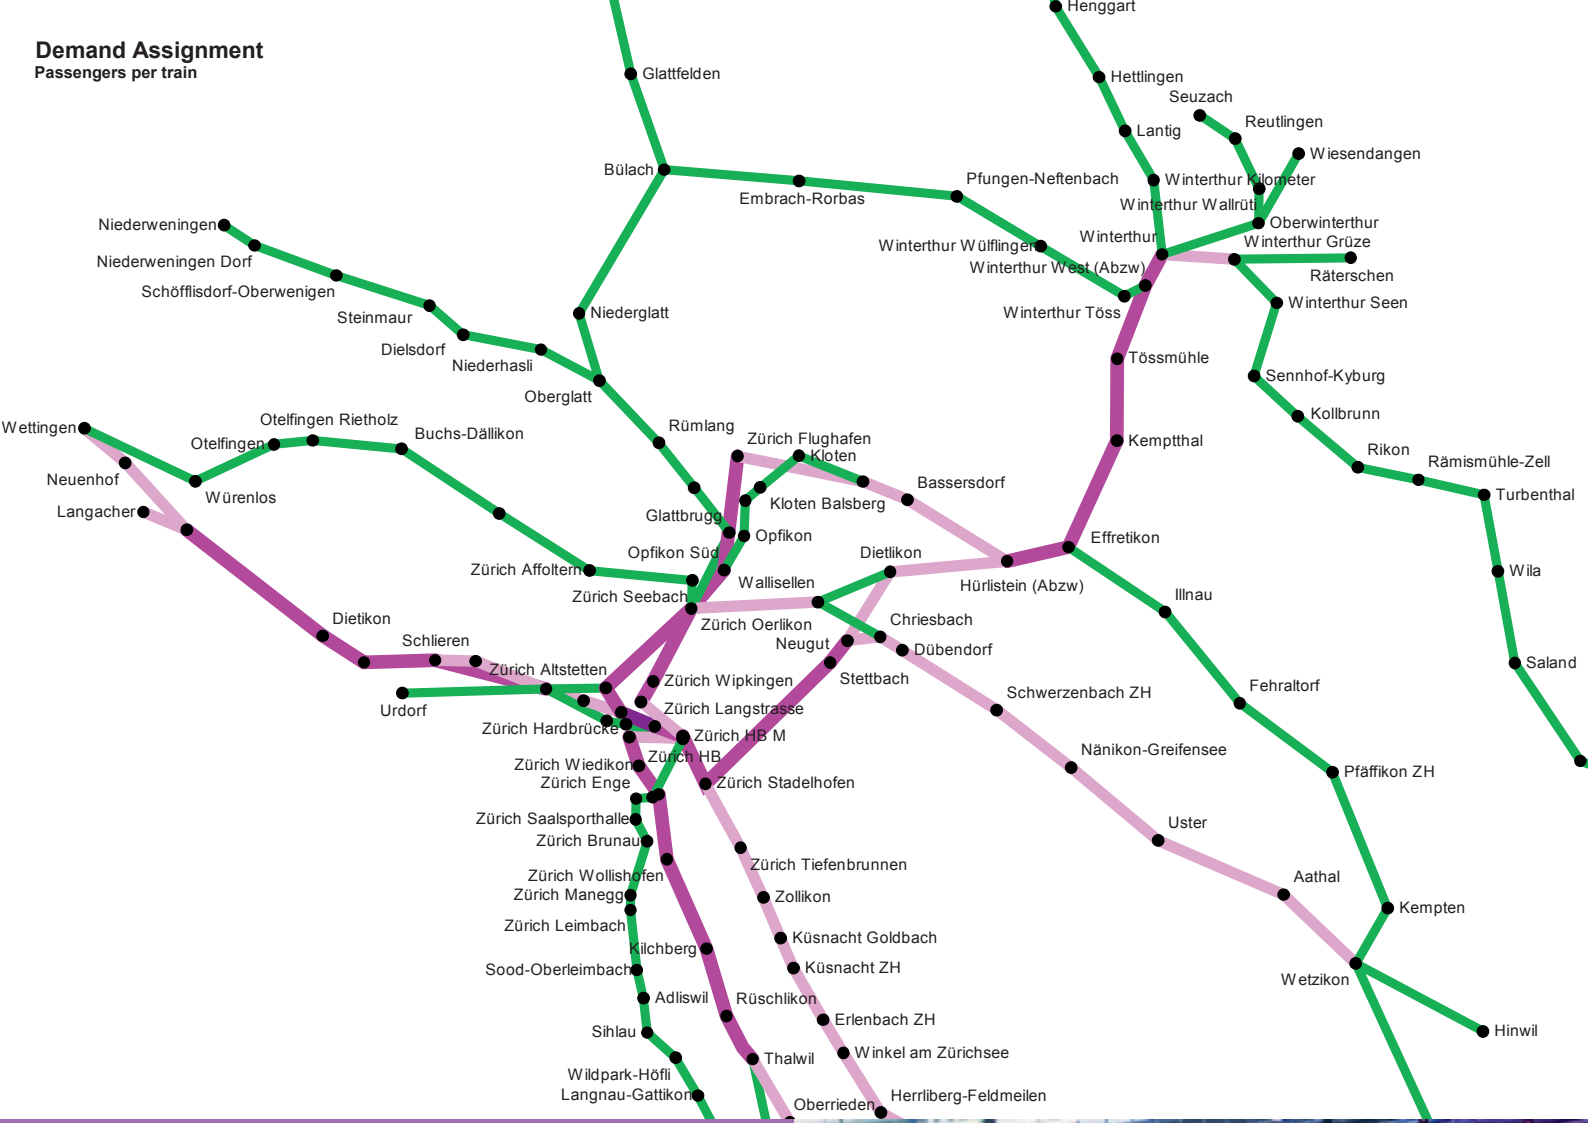 Henggart
Demand Assignment
Passengers per train
Glattfelden
Hettlingen
Seuzach
Reutlingen
Lantig
Wiesendangen
Bülach
Embrach-Rorbas
Pfungen-Neftenbach
Winterthur Kilometer
Winterthur Wallrüti
Niederweningen
Oberwinterthur
Winterthur
Winterthur Grüze
Winterthur Wülflingen
Niederweningen Dorf
Winterthur West (Abzw)
Räterschen
Schöfflisdorf-Oberwenigen
Winterthur Seen
Niederglatt
Winterthur Töss
Steinmaur
Dielsdorf
Tössmühle
Niederhasli
Sennhof-Kyburg
Oberglatt
Kollbrunn
Otelfingen Rietholz
Rümlang
Wettingen
Buchs-Dällikon
Zürich Flughafen
Otelfingen
Kemptthal
Kloten
Rikon
Rämismühle-Zell
Neuenhof
Bassersdorf
Würenlos
Turbenthal
Kloten Balsberg
Langacher
Glattbrugg
Opfikon
Effretikon
Opfikon Süd
Dietlikon
Zürich Affoltern
Wila
Wallisellen
Hürlistein (Abzw)
Zürich Seebach
Illnau
Dietikon
Zürich Oerlikon
Chriesbach
Schlieren
Neugut
Dübendorf
Saland
Zürich Altstetten
Zürich Wipkingen
Stettbach
Fehraltorf
Schwerzenbach ZH
Urdorf
Zürich Langstrasse
Zürich Hardbrücke
Zürich HB M
Nänikon-Greifensee
Zürich HB
Zürich Wiedikon
Pfäffikon ZH
Zürich Enge
Zürich Stadelhofen
Zürich Saalsporthalle
Uster
Zürich Brunau
Zürich Tiefenbrunnen
Zürich Wollishofen
Aathal
Zürich Manegg
Zollikon
Kempten
Zürich Leimbach
Küsnacht Goldbach
Kilchberg
Sood-Oberleimbach
Küsnacht ZH
Wetzikon
Adliswil
Rüschlikon
Erlenbach ZH
Sihlau
Hinwil
Winkel am Zürichsee
Thalwil
Wildpark-Höfli
Langnau-Gattikon
Herrliberg-Feldmeilen
Oberrieden